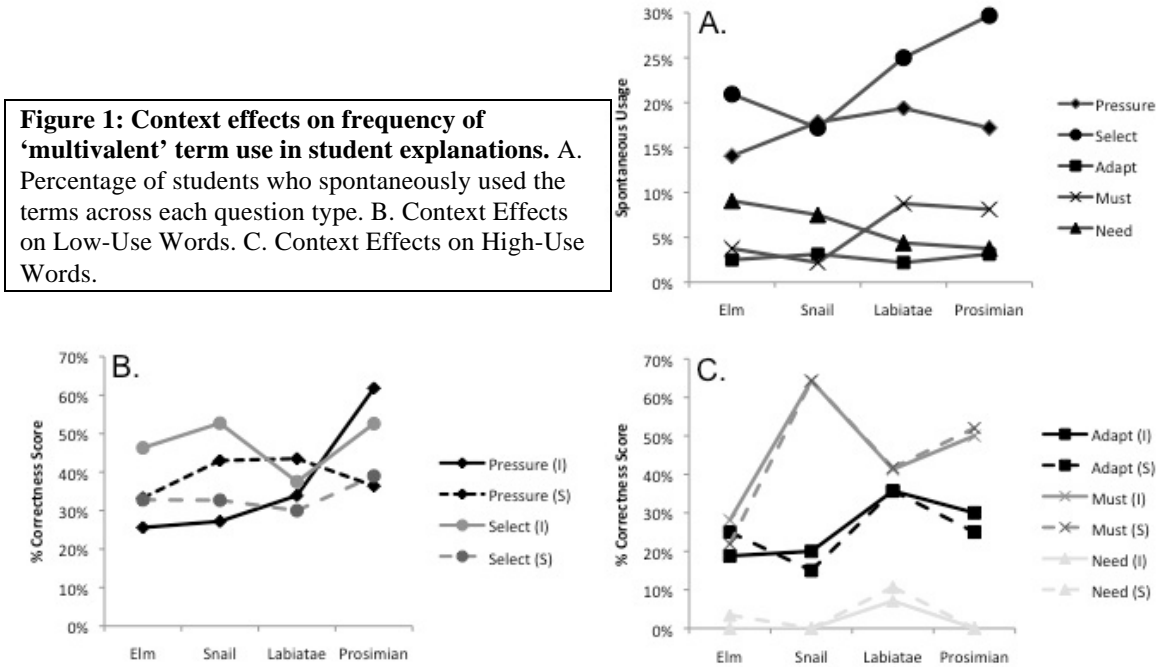 Figure 1: Context effects on frequency of
‘multivalent’ term use in student explanations. A.
Percentage of students who spontaneously used the
terms across each question type. B. Context Effects
on Low-Use Words. C. Context Effects on High-Use
Words.
A.
Spontaneous Usage
30%
25%
20%
15%
10%
5%
0%
Elm Snail Labiatae Prosimian
Pressure
Select
Adapt
Must
Need
B.
% Correctness Score
70%
60%
50%
40%
30%
20%
10%
0%
Elm Snail Labiatae Prosimian
Pressure (I)
Pressure (S)
Select (I)
Select (S)
C.
% Correctness Score
70%
60%
50%
40%
30%
20%
10%
0%
Elm Snail Labiatae Prosimian
Adapt (I)
Adapt (S)
Must (I)
Must (S)
Need (I)
Need (S)